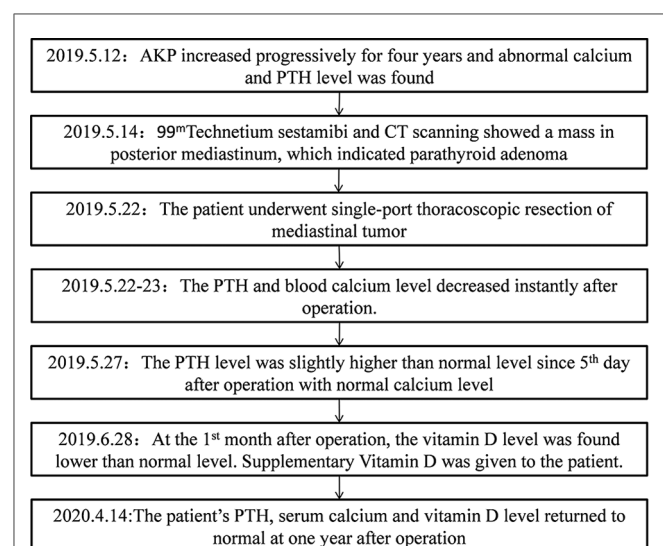 2019.5.12：AKP increased progressively for four years and abnormal calcium
and PTH level was found
2019.5.14：99ᵐTechnetium sestamibi and CT scanning showed a mass in
posterior mediastinum, which indicated parathyroid adenoma
2019.5.22：The patient underwent single-port thoracoscopic resection of
mediastinal tumor
2019.5.22-23：The PTH and blood calcium level decreased instantly after
operation.
2019.5.27：The PTH level was slightly higher than normal level since 5ᵗʰ day
after operation with normal calcium level
2019.6.28：At the 1ˢᵗ month after operation, the vitamin D level was found
lower than normal level. Supplementary Vitamin D was given to the patient.
2020.4.14:The patient's PTH, serum calcium and vitamin D level returned to
normal at one year after operation